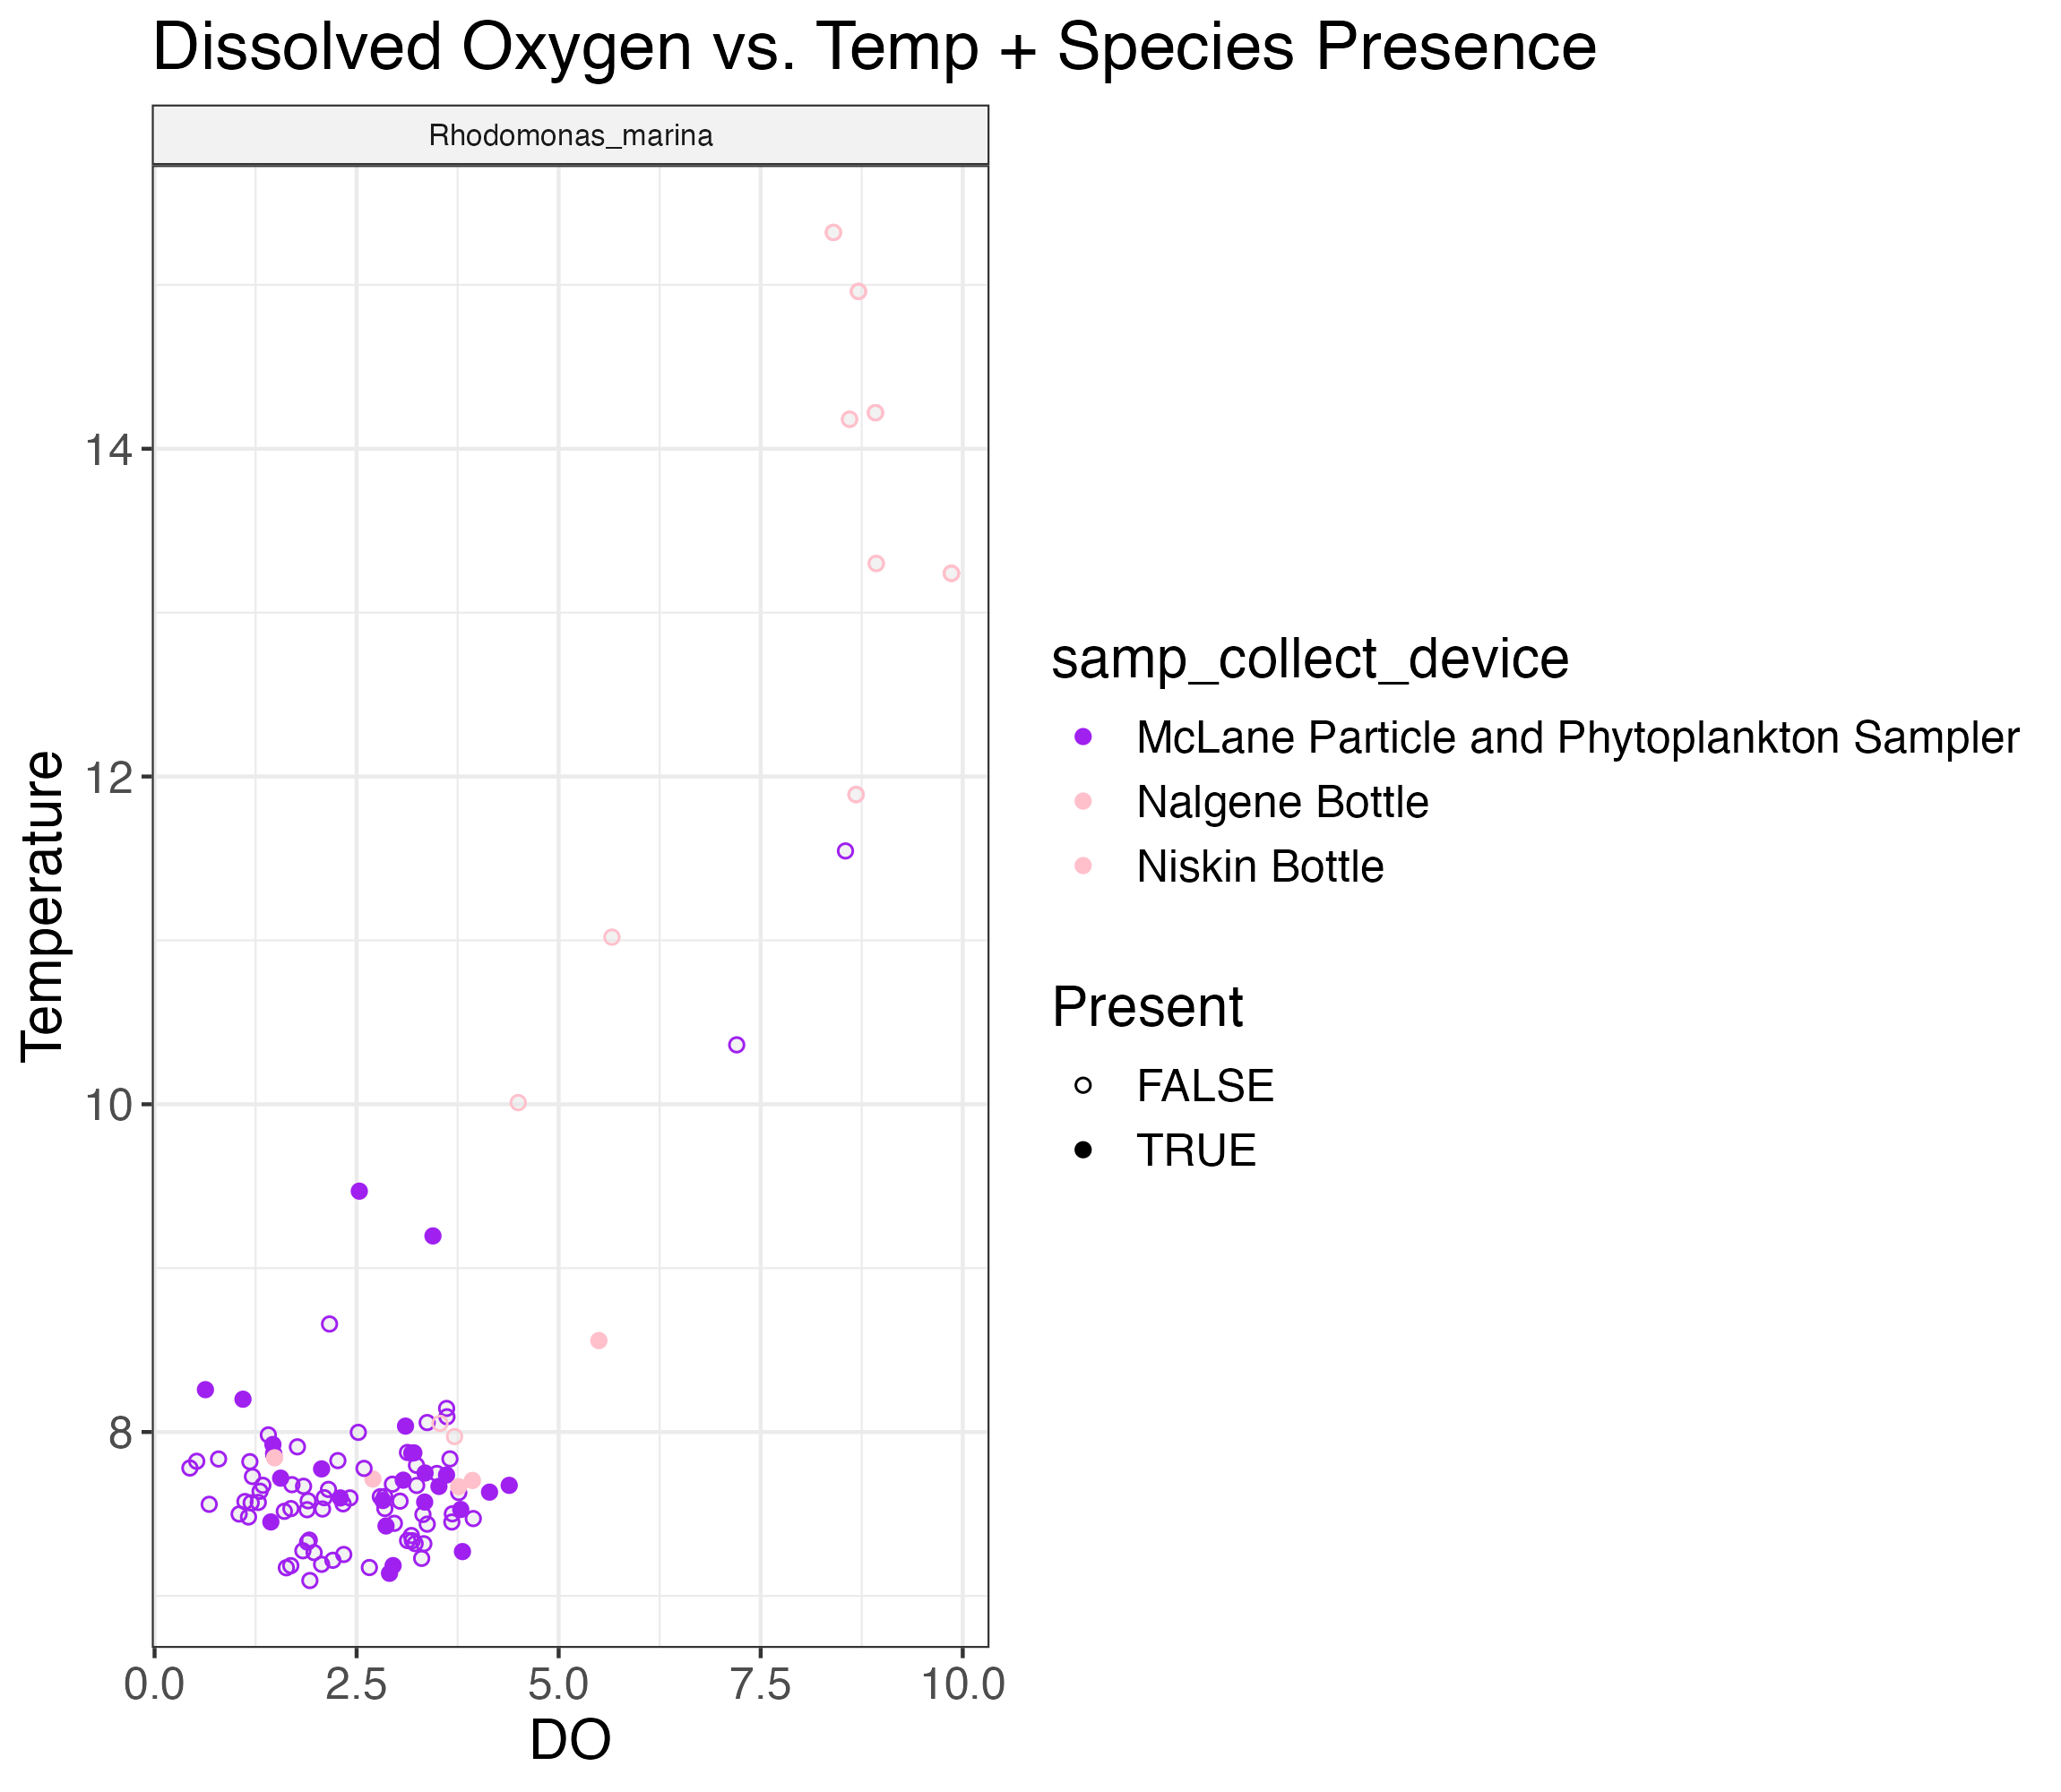 Dissolved Oxygen vs. Temp + Species Presence
Rhodomonas_marina
14
12
10
8
Temperature
0.0 2.5 5.0 7.5 10.0
DO
samp_collect_device
McLane Particle and Phytoplankton Sampler
Nalgene Bottle
Niskin Bottle
Present
FALSE
TRUE